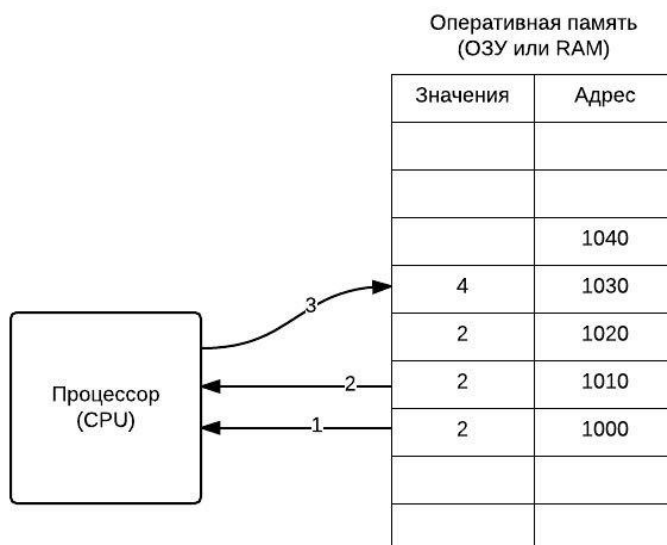 Оперативная память
(ОЗУ или RAM)
Значения Адрес
1040
4 1030
2 1020
2 1010
2 1000
3
2
1
Процессор
(CPU)